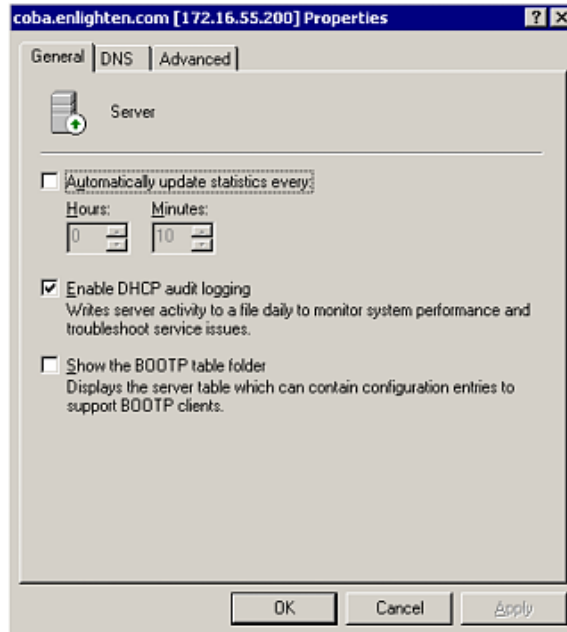 coba.enlighten.com [172.16.55.200] Properties
General DNS Advanced
Server
Automatically update statistics every:
Hours: Minutes:
0 10
Enable DHCP audit logging
Writes server activity to a file daily to monitor system performance and
troubleshoot service issues.
Show the BOOTP table folder
Displays the server table which can contain configuration entries to
support BOOTP clients.
OK Cancel Apply